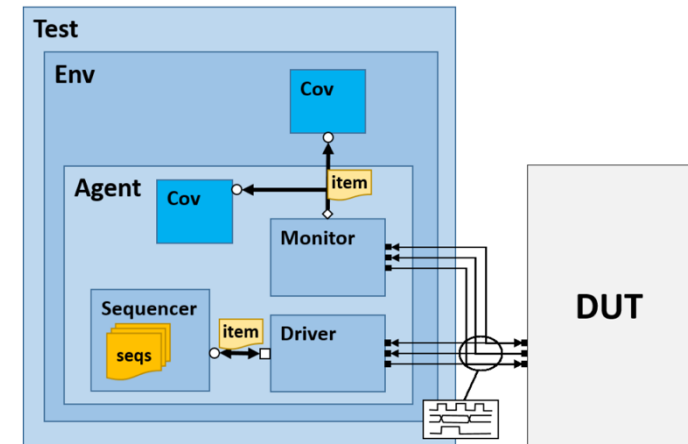 Test
Env
Cov
Agent
item
Cov
Monitor
DUT
Sequencer
item
Driver
seqs